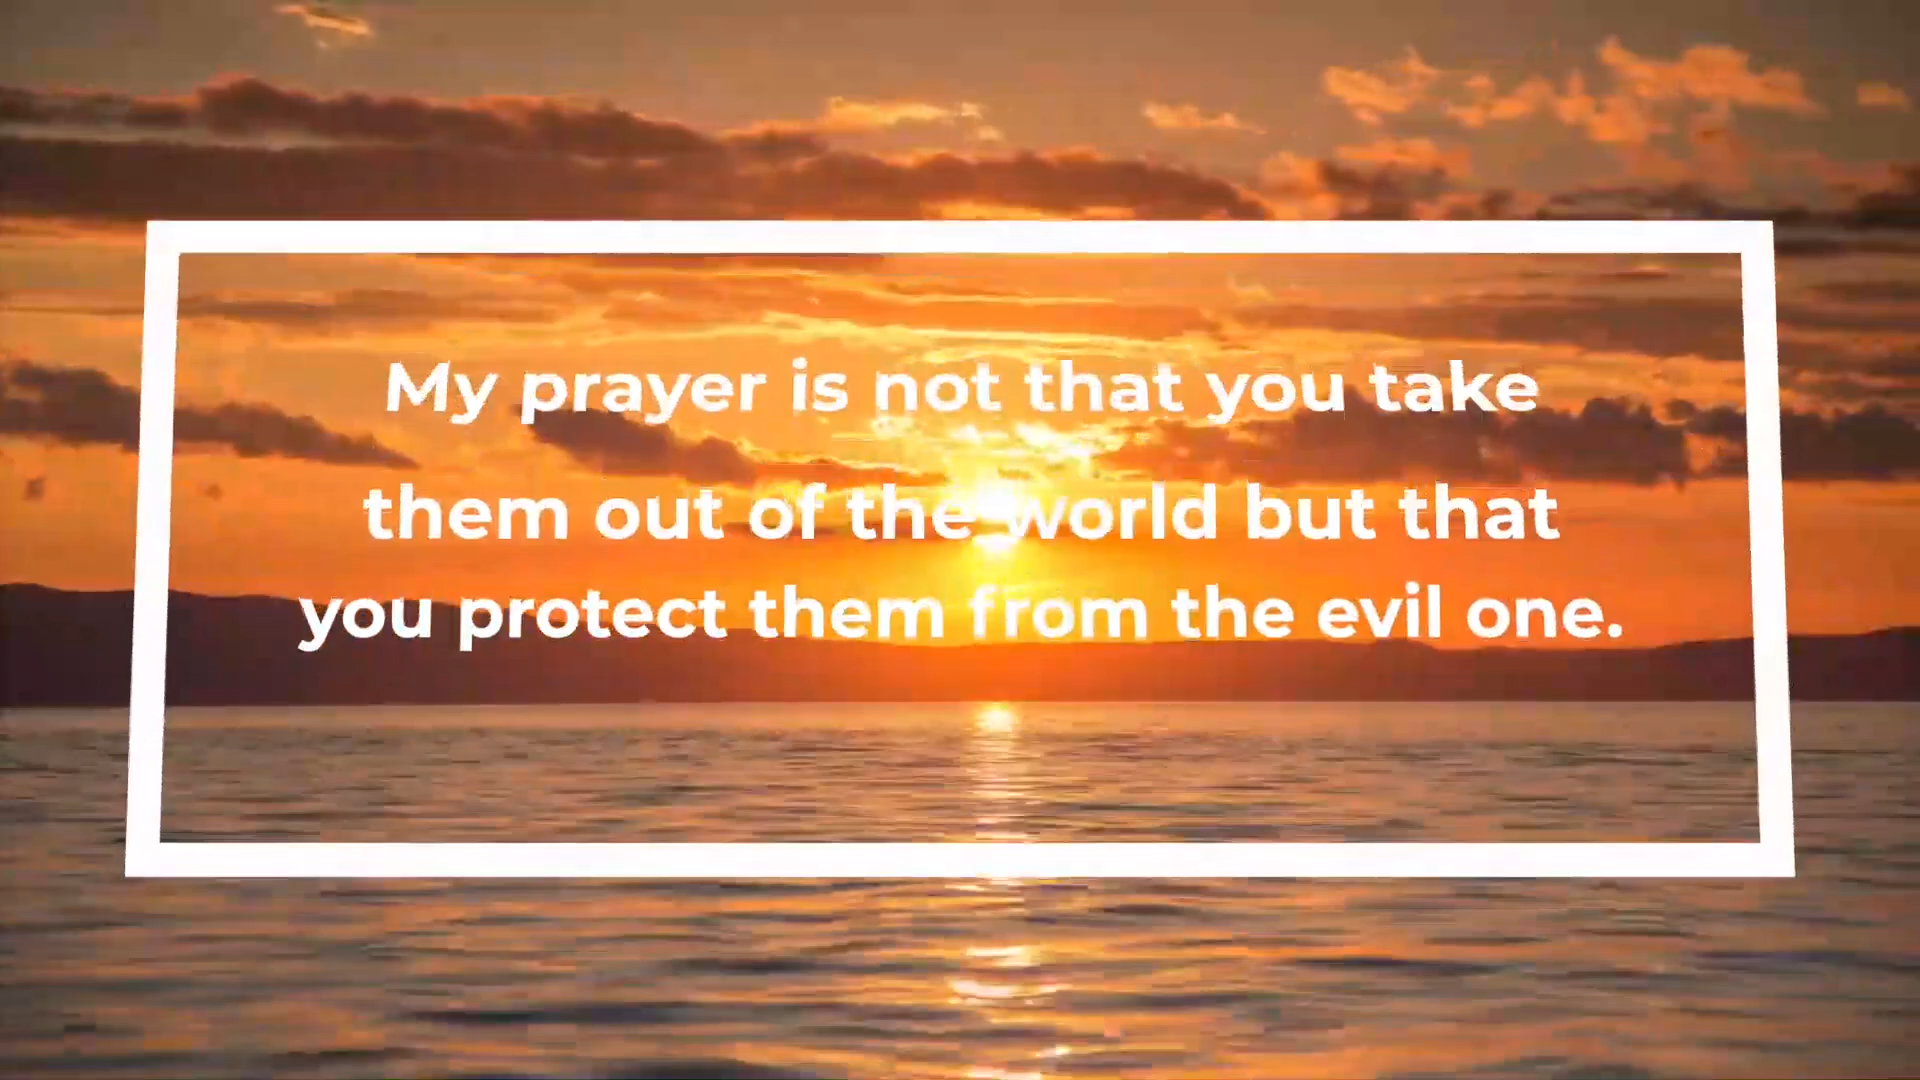 My prayer is not that you take
them out of the world but that
you protect them from the evil one.